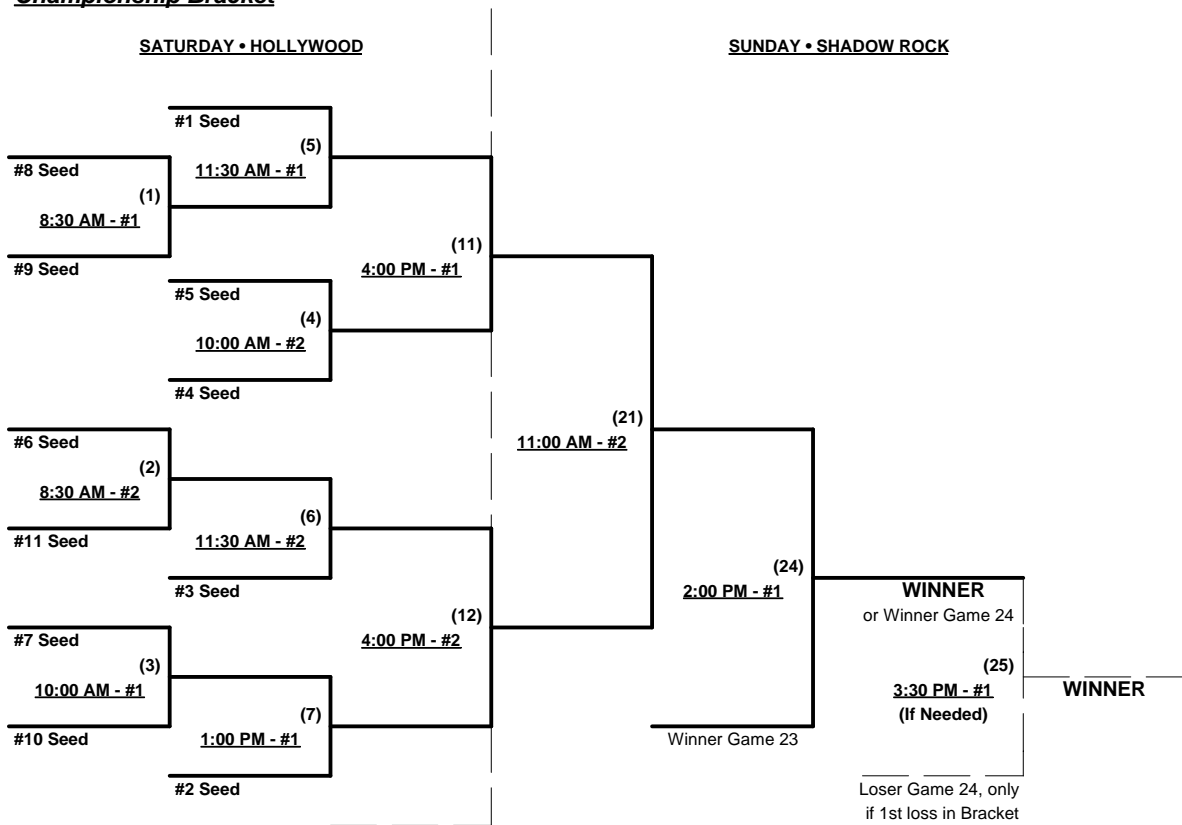 Championship Bracket
SATURDAY • HOLLYWOOD
SUNDAY • SHADOW ROCK
#1 Seed
(5)
11:30 AM - #1
#8 Seed
(1)
8:30 AM - #1
#9 Seed
(11)
4:00 PM - #1
#5 Seed
(4)
10:00 AM - #2
#4 Seed
(21)
11:00 AM - #2
#6 Seed
(2)
8:30 AM - #2
#11 Seed
(6)
11:30 AM - #2
#3 Seed
(24)
2:00 PM - #1
WINNER
or Winner Game 24
(12)
4:00 PM - #2
#7 Seed
(3)
10:00 AM - #1
#10 Seed
(7)
1:00 PM - #1
#2 Seed
(25)
3:30 PM - #1
(If Needed)
WINNER
Winner Game 23
Loser Game 24, only
if 1st loss in Bracket